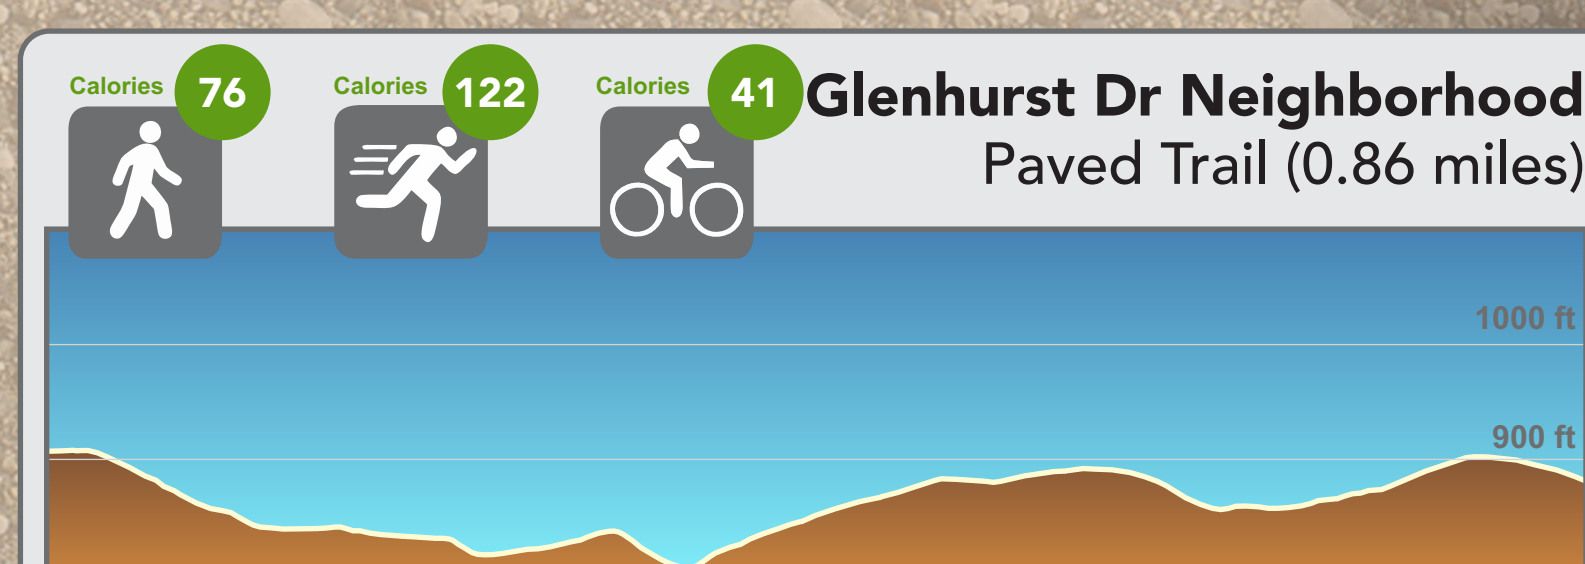 Calories 76
Calories 122
Calories 41
Glenhurst Dr Neighborhood
Paved Trail (0.86 miles)
1000 ft
900 ft